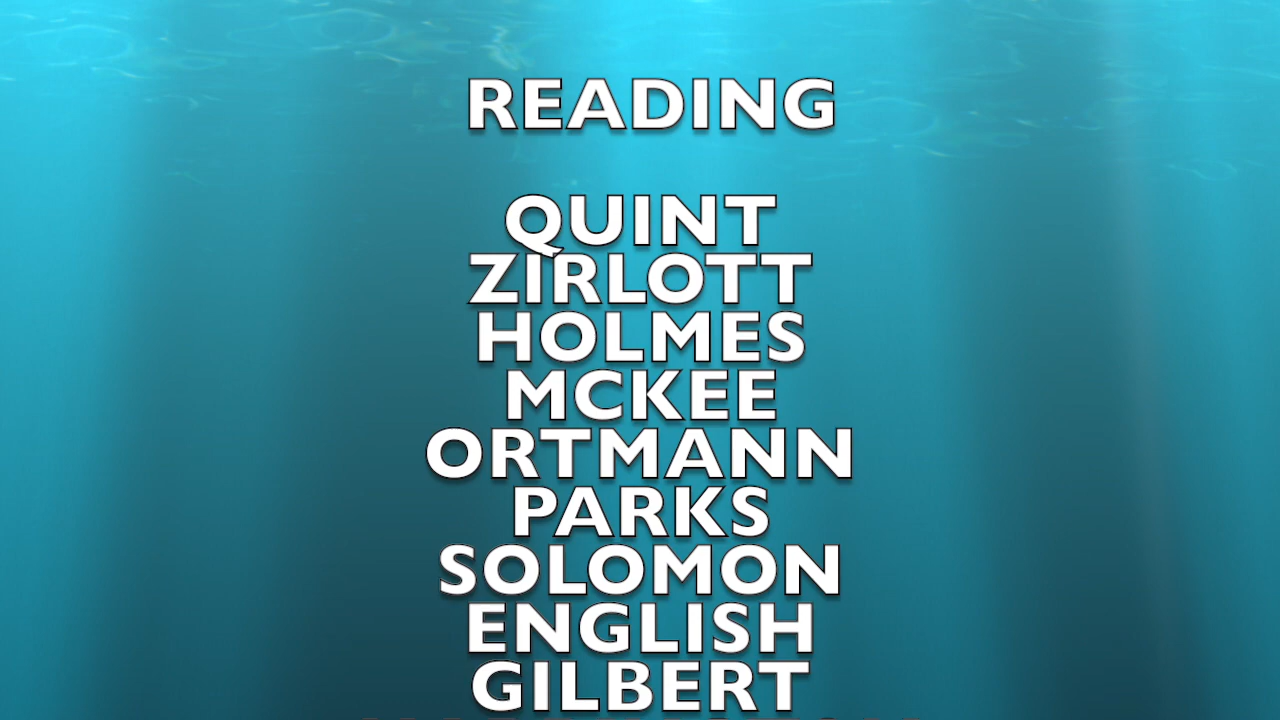 READING
QUINT
ZIRLOTT
HOLMES
MCKEE
ORTMANN
PARKS
SOLOMON
ENGLISH
GILBERT